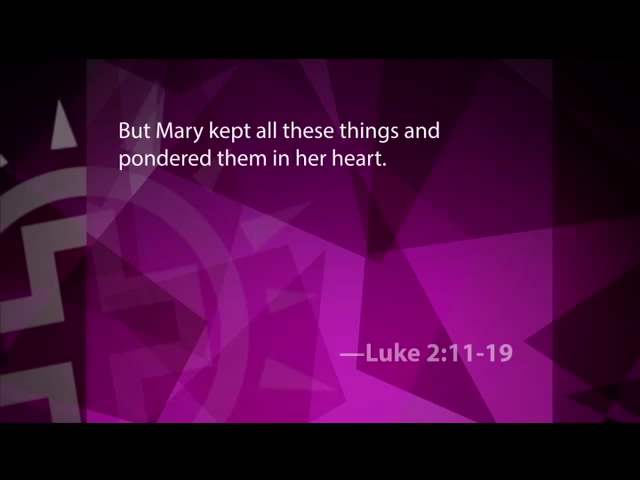 But Mary kept all these things and
pondered them in her heart.
—Luke 2:11-19